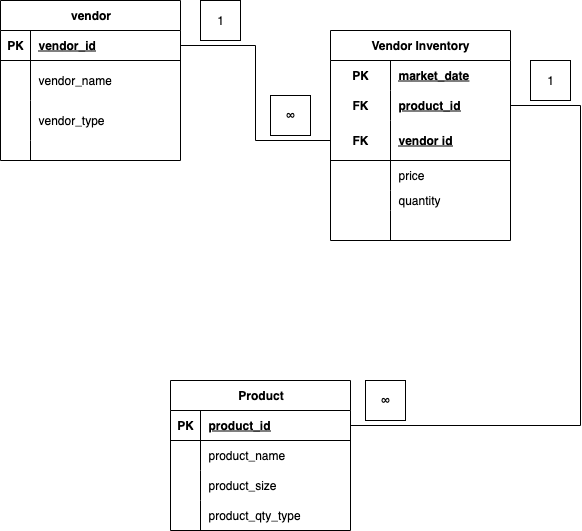 vendor
PK vendor_id
vendor_name
vendor_type
1
∞
Vendor Inventory
PK market_date
FK product_id
FK vendor id
price
quantity
1
Product
PK product_id
product_name
product_size
product_qty_type
∞